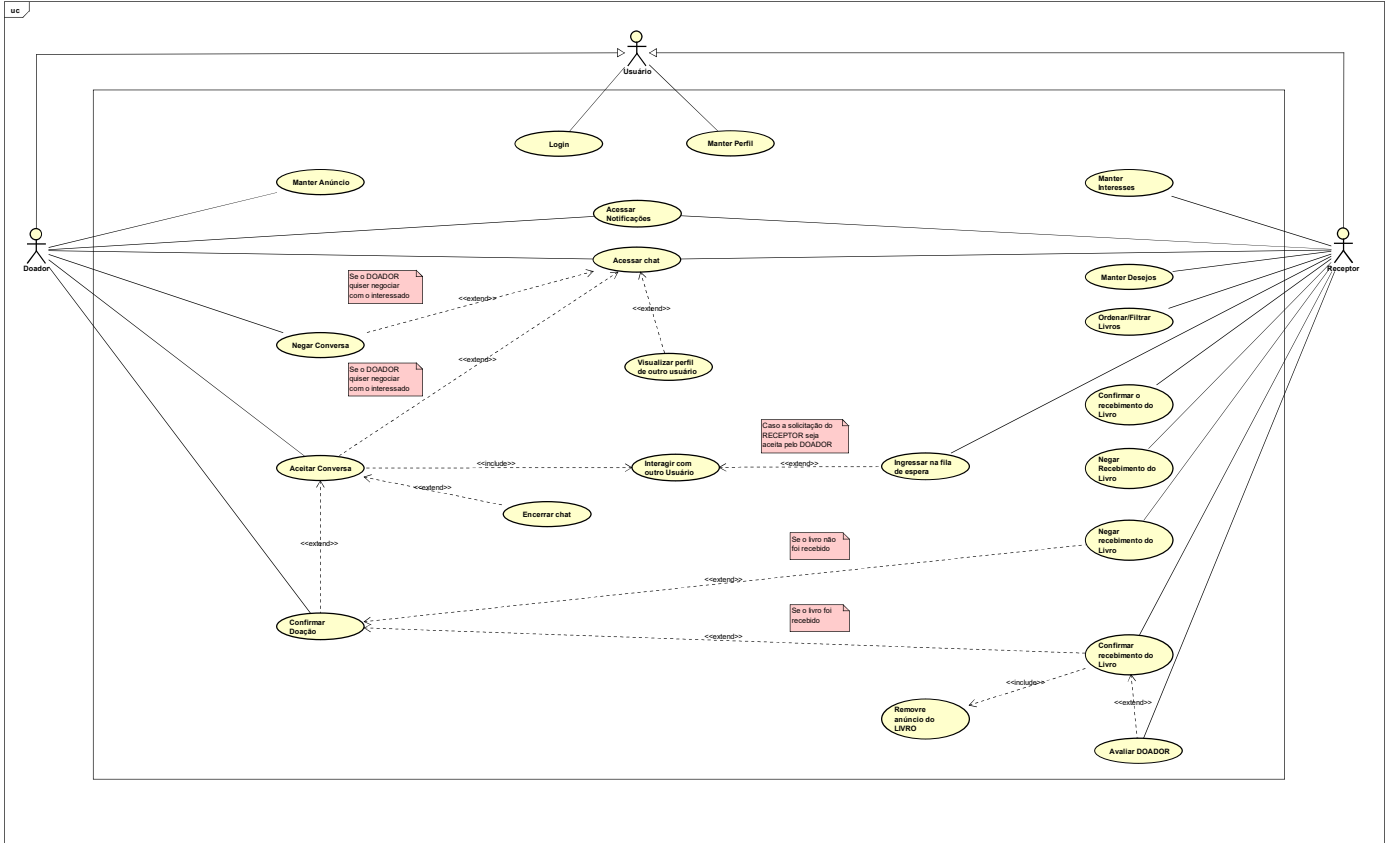 uc
Usuário
Login
Manter Perfil
Manter Anúncio
Manter
Interesses
Acessar
Notificações
Doador
Receptor
Acessar chat
Se o DOADOR
quiser negociar
com o interessado
<<extend>>
<<extend>>
Manter Desejos
Ordenar/Filtrar
Livros
Negar Conversa
<<extend>>
Se o DOADOR
quiser negociar
com o interessado
Visualizar perfil
de outro usuário
Confirmar o
recebimento do
Livro
Caso a solicitação do
RECEPTOR seja
aceita pelo DOADOR
Aceitar Conversa
<<include>>
Interagir com
outro Usuário
<<extend>>
Ingressar na fila
de espera
Negar
Recebimento do
Livro
<<extend>>
Encerrar chat
<<extend>>
Se o livro não
foi recebido
Negar
recebimento do
Livro
<<extend>>
Se o livro foi
recebido
Confirmar
Doação
<<extend>>
Confirmar
recebimento do
Livro
<<include>>
<<extend>>
Removre
anúncio do
LIVRO
Avaliar DOADOR